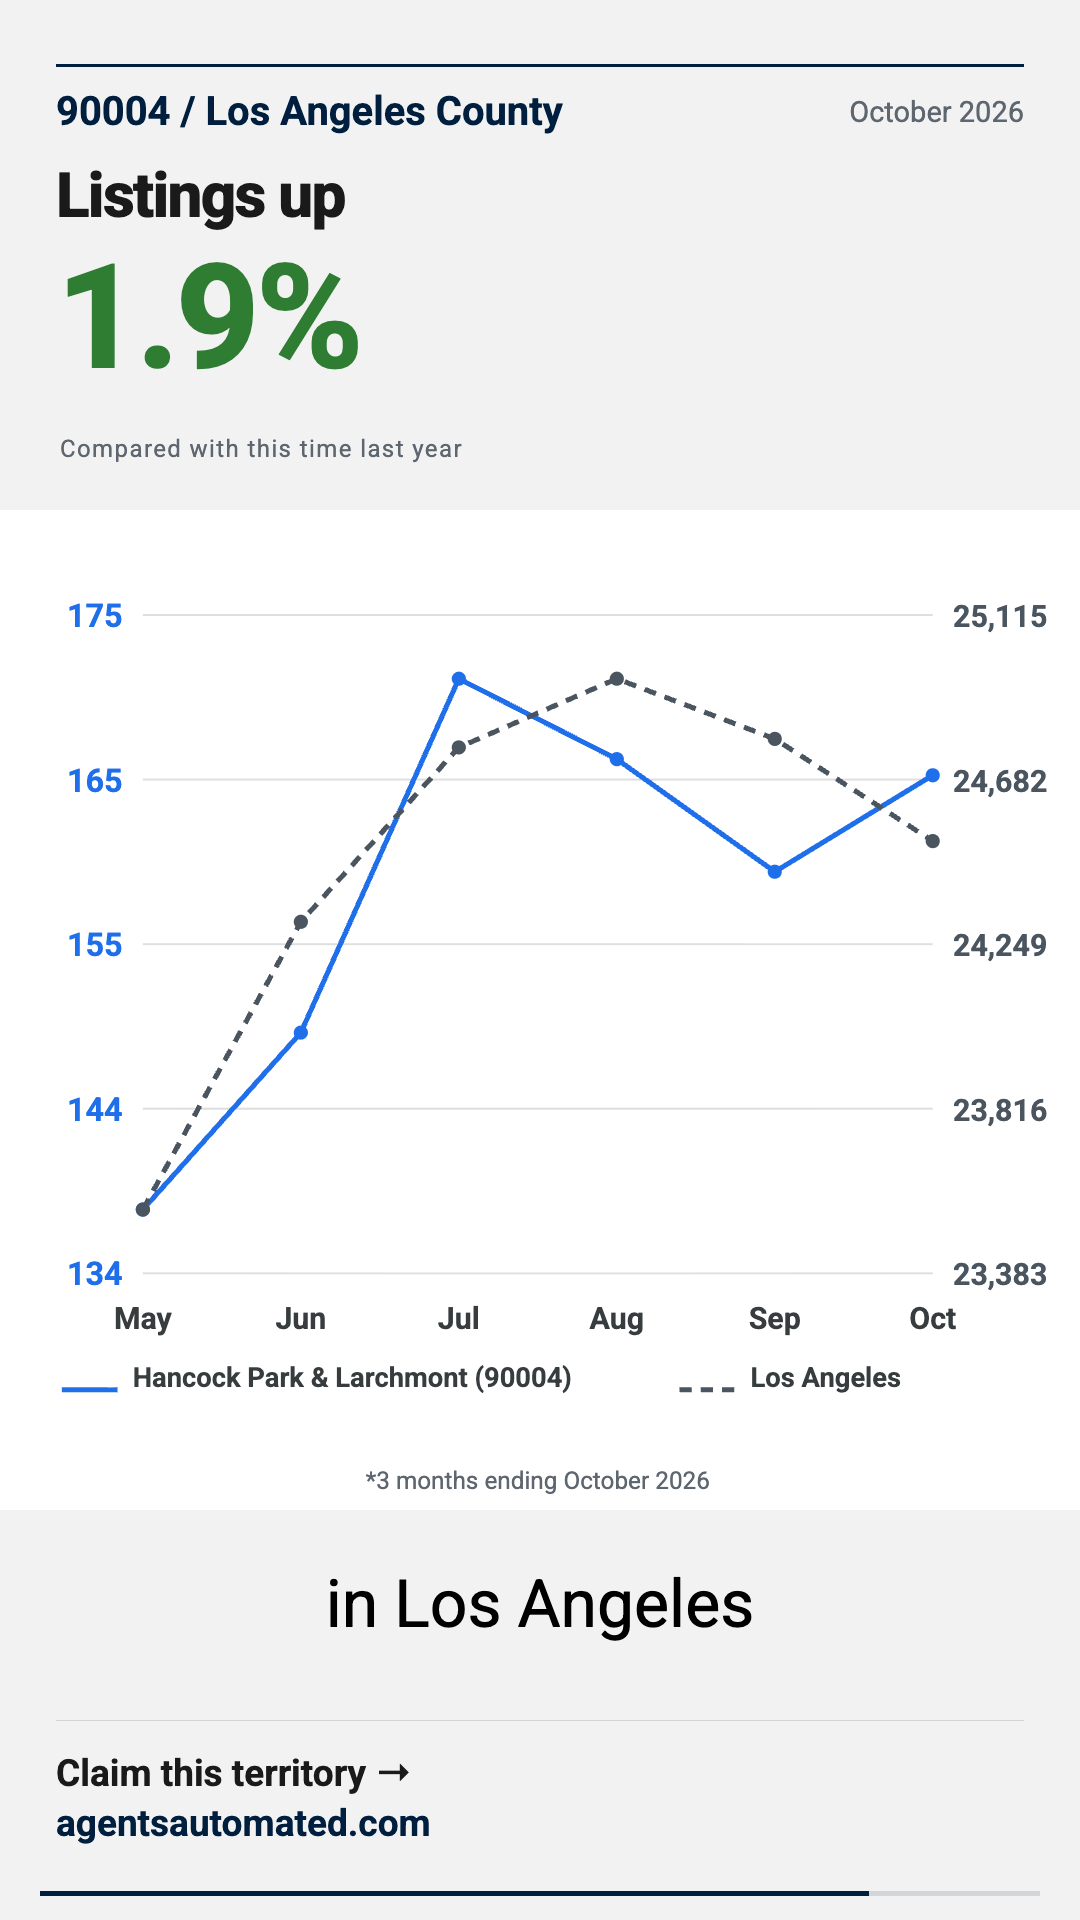 90004 / Los Angeles County
October 2026
Listings up
1.9%
Compared with this time last year
175
25,115
165
24,682
155
24,249
144
23,816
134
23,383
May Jun Jul Aug Sep Oct
Hancock Park & Larchmont (90004)
Los Angeles
*3 months ending October 2026
in Los Angeles
Claim this territory →
agentsautomated.com